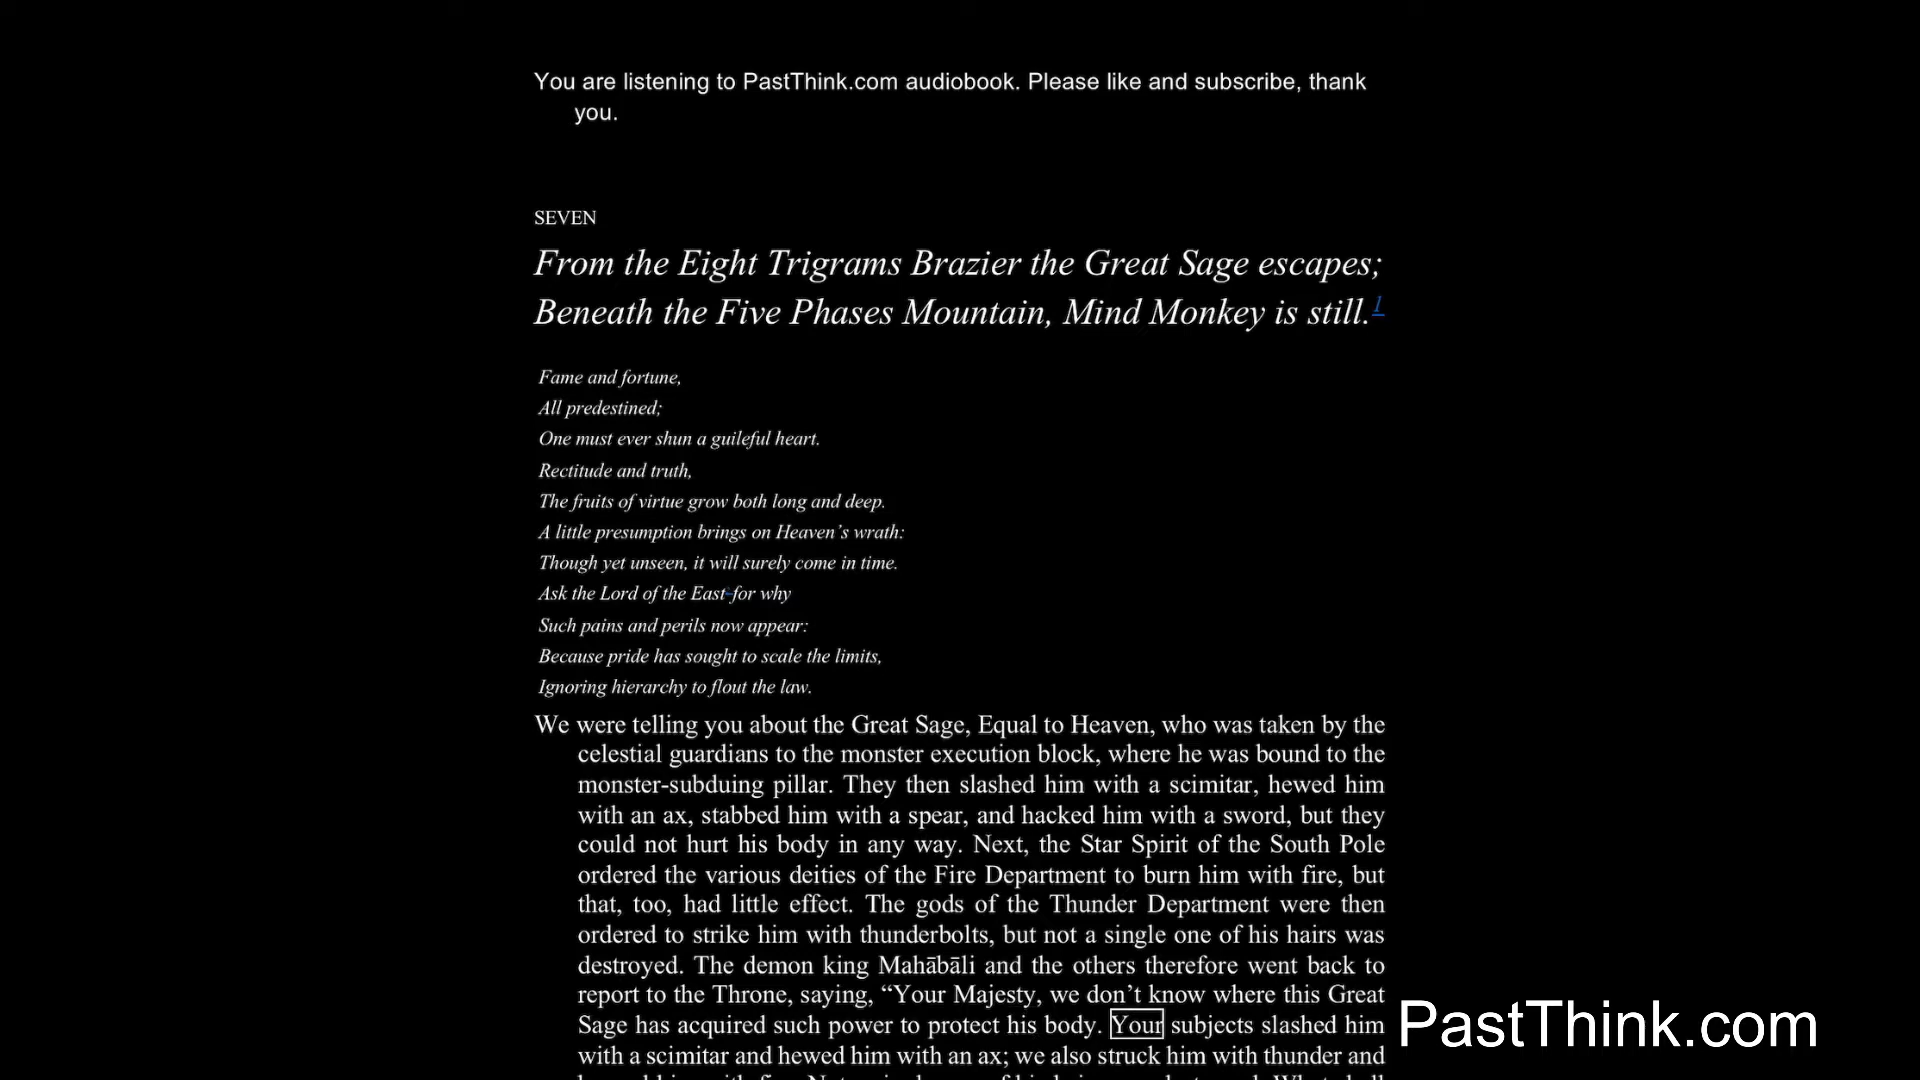 You are listening to PastThink.com audiobook. Please like and subscribe, thank
you.
SEVEN
From the Eight Trigrams Brazier the Great Sage escapes;
Beneath the Five Phases Mountain, Mind Monkey is still.1
Fame and fortune,
All predestined;
One must ever shun a guileful heart.
Rectitude and truth,
The fruits of virtue grow both long and deep.
A little presumption brings on Heaven’s wrath:
Though yet unseen, it will surely come in time.
Ask the Lord of the East for why
Such pains and perils now appear:
Because pride has sought to scale the limits,
Ignoring hierarchy to flout the law.
We were telling you about the Great Sage, Equal to Heaven, who was taken by the
celestial guardians to the monster execution block, where he was bound to the
monster-subduing pillar. They then slashed him with a scimitar, hewed him
with an ax, stabbed him with a spear, and hacked him with a sword, but they
could not hurt his body in any way. Next, the Star Spirit of the South Pole
ordered the various deities of the Fire Department to burn him with fire, but
that, too, had little effect. The gods of the Thunder Department were then
ordered to strike him with thunderbolts, but not a single one of his hairs was
destroyed. The demon king Mahābāli and the others therefore went back to
report to the Throne, saying, “Your Majesty, we don’t know where this Great
Sage has acquired such power to protect his body. Your subjects slashed him
with a scimitar and hewed him with an ax; we also struck him with thunder and
PastThink.com